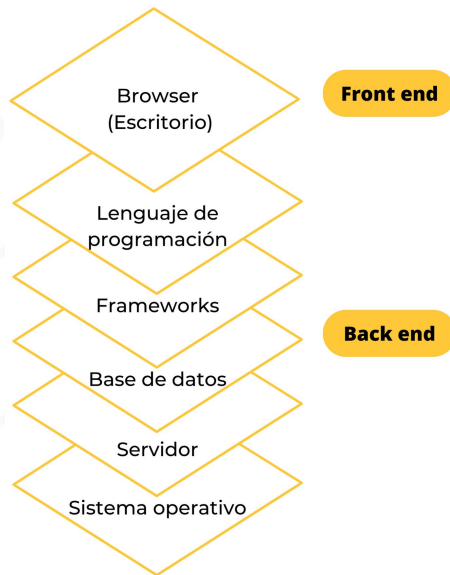 Browser
(Escritorio)
Front end
Lenguaje de
programación
Frameworks
Back end
Base de datos
Servidor
Sistema operativo